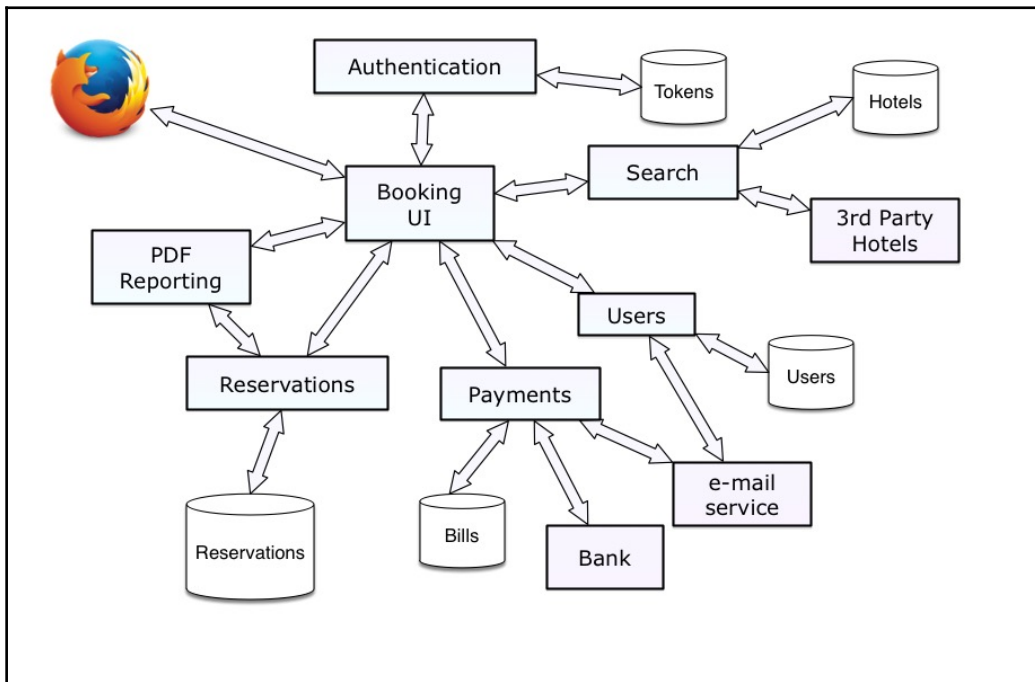 Authentication
Tokens
Hotels
Search
Booking
UI
3rd Party
Hotels
PDF
Reporting
Users
Users
Reservations
Payments
e-mail
service
Bills
Reservations
Bank